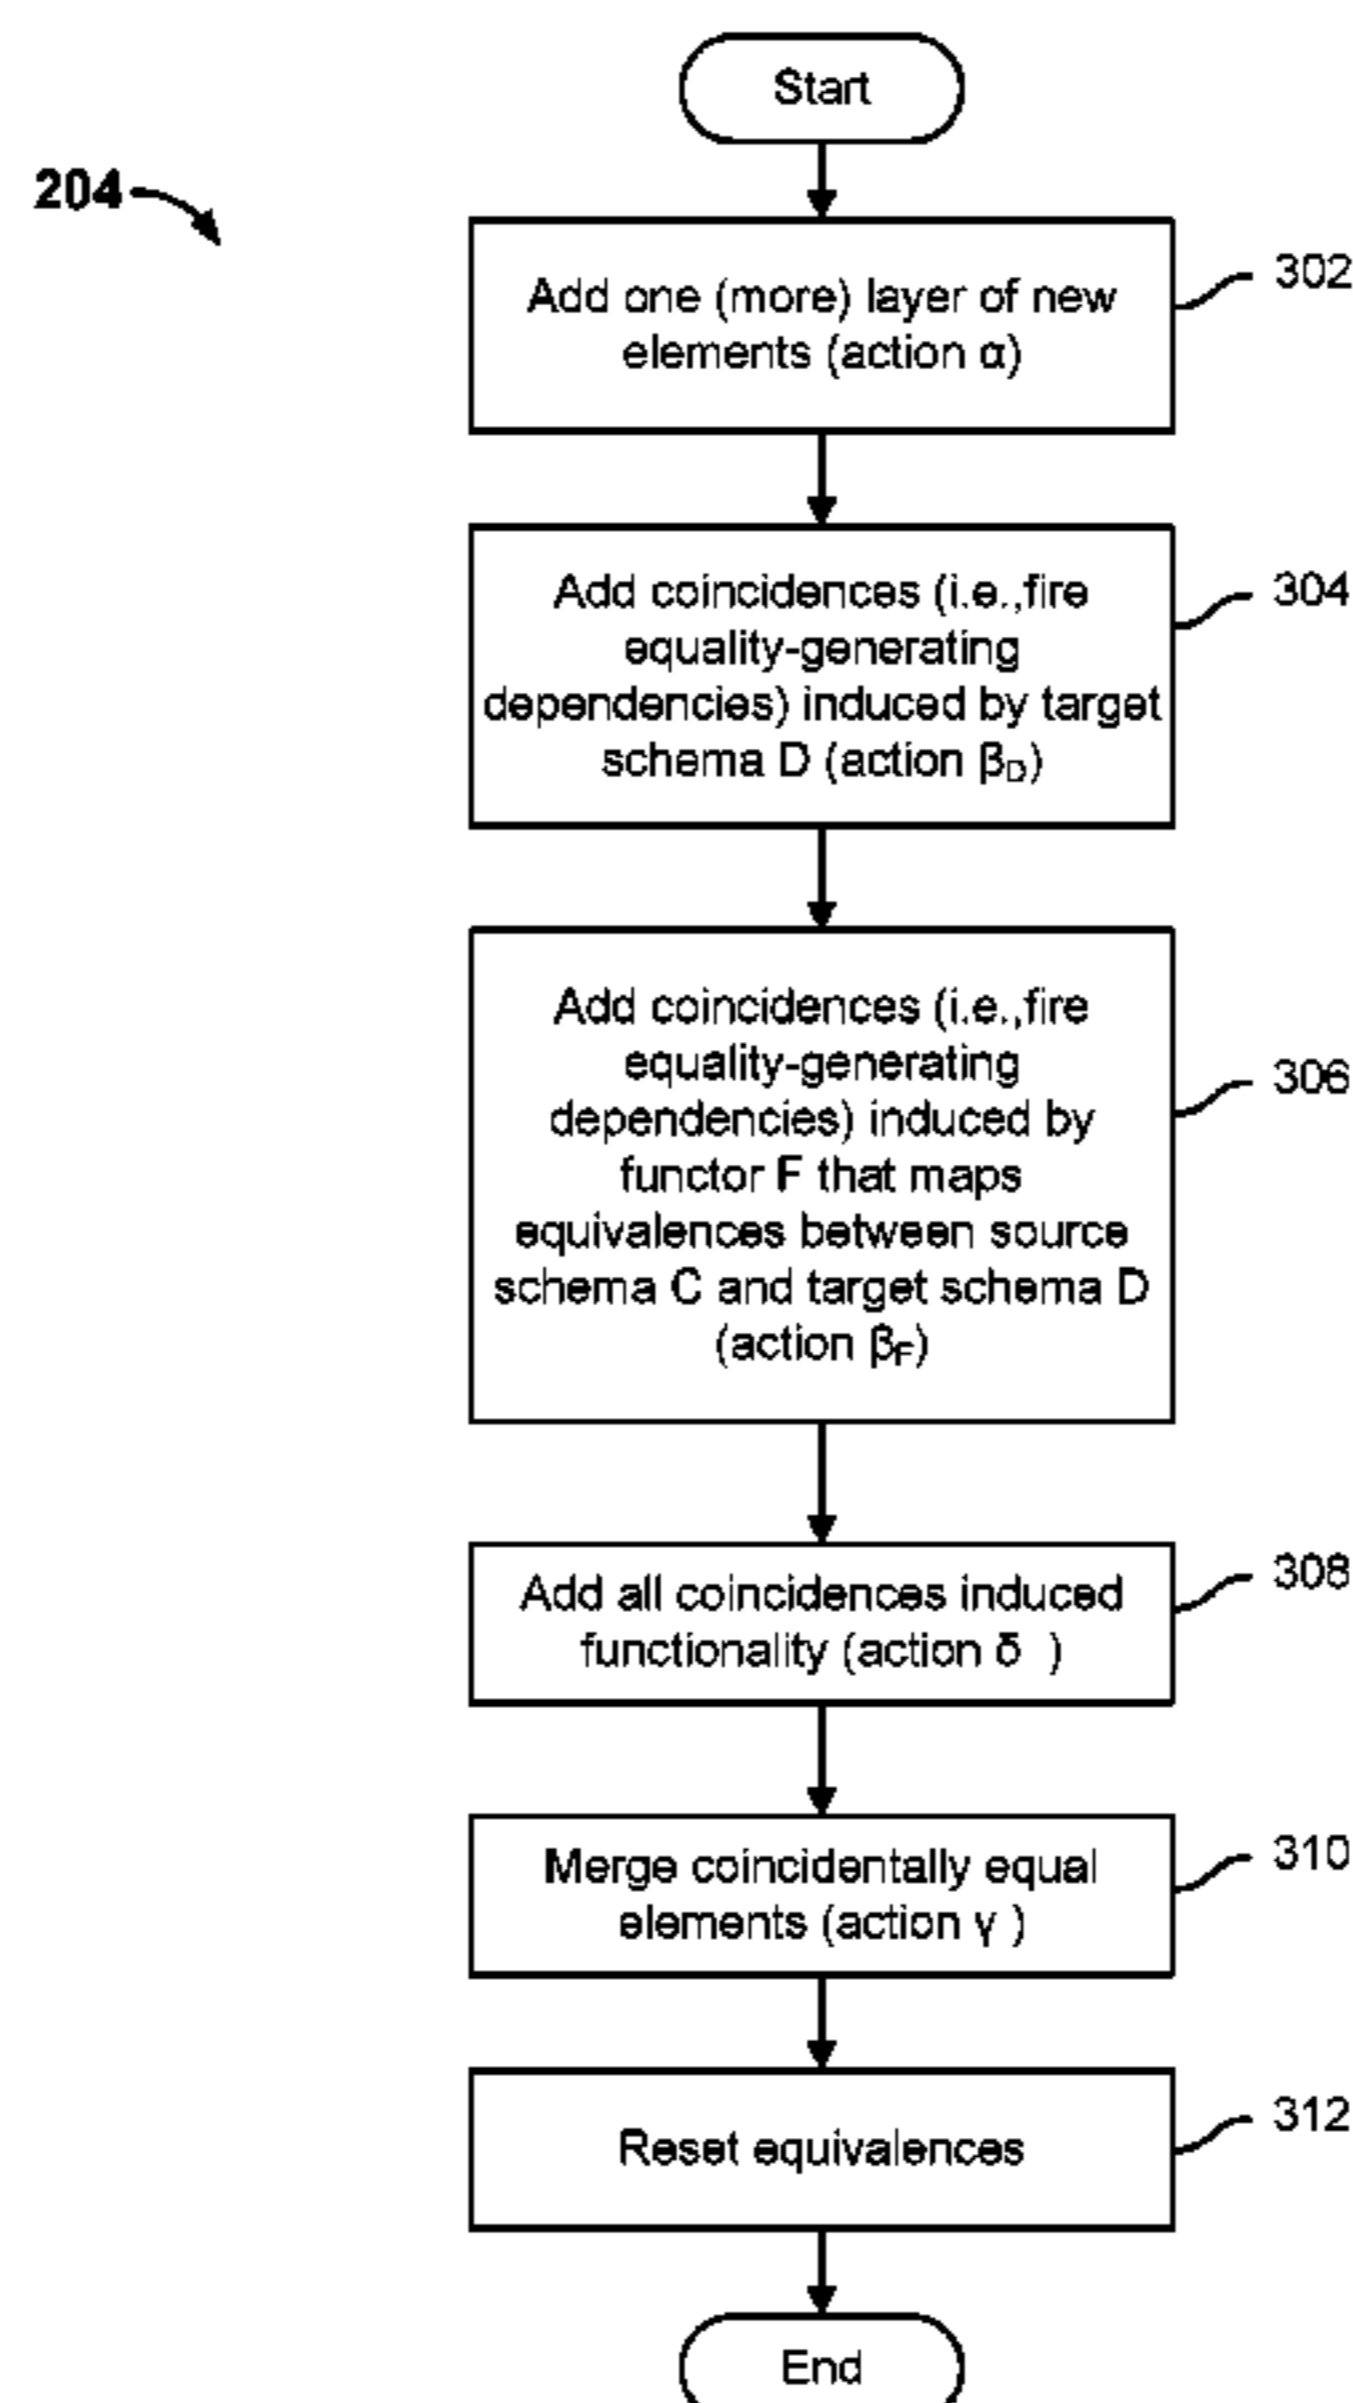 Start
204
302
Add one (more) layer of new
elements (action α)
304
Add coincidences (i.e.,fire
equality-generating
dependencies) induced by target
schema D (action βD)
306
Add coincidences (i.e.,fire
equality-generating
dependencies) induced by
functor F that maps
equivalences between source
schema C and target schema D
(action βF)
308
Add all coincidences induced
functionality (action δ )
310
Merge coincidentally equal
elements (action γ )
312
Reset equivalences
End